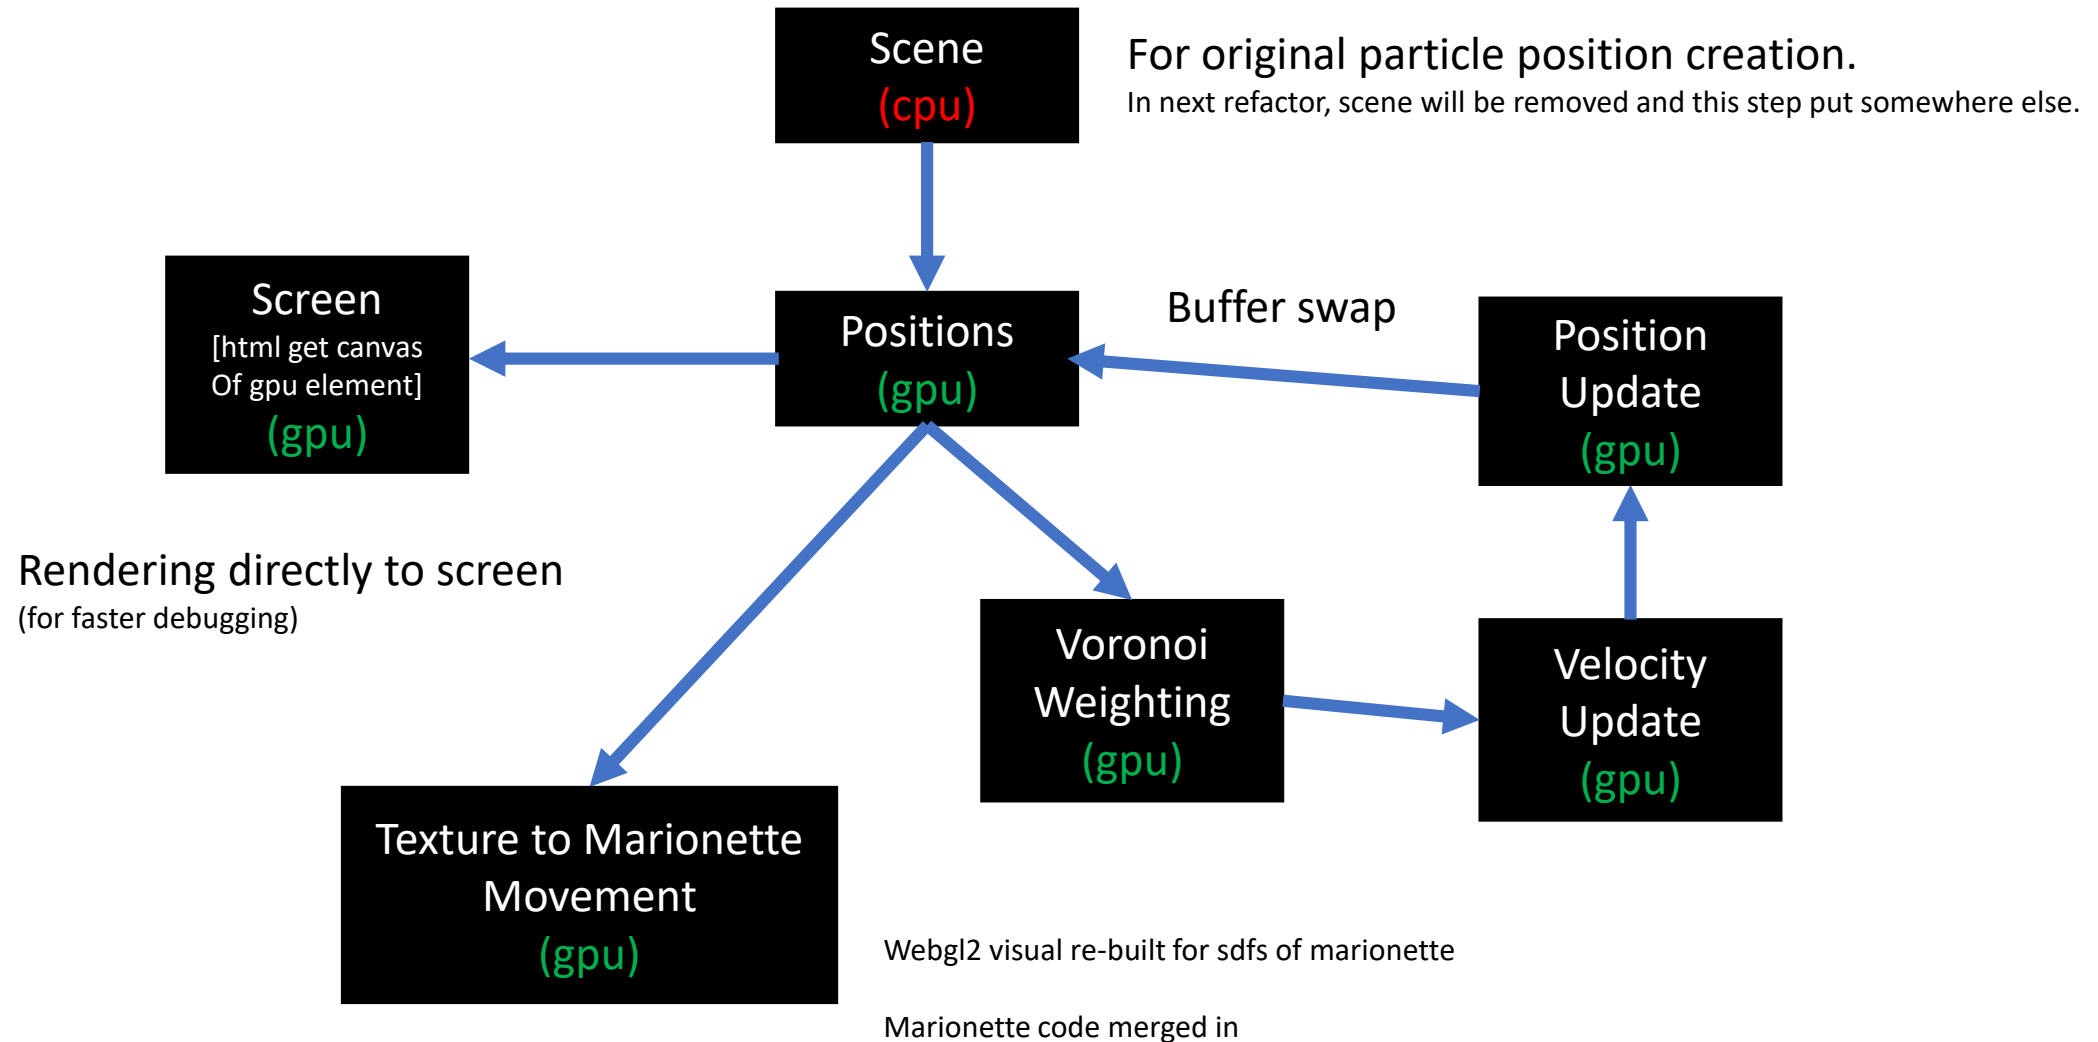 Scene
(cpu)
For original particle position creation.
In next refactor, scene will be removed and this step put somewhere else.
Screen
[html get canvas
Of gpu element]
(gpu)
Positions
(gpu)
Buffer swap
Position
Update
(gpu)
Rendering directly to screen
(for faster debugging)
Voronoi
Weighting
(gpu)
Velocity
Update
(gpu)
Texture to Marionette
Movement
(gpu)
Webgl2 visual re-built for sdfs of marionette
Marionette code merged in